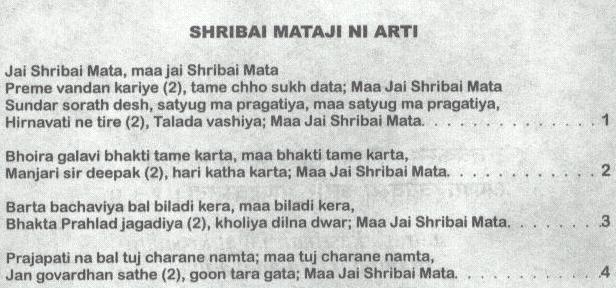 SHRIBAI MATAJI NI ARTI
Jai Shribai Mata, maa jai Shribai Mata
Preme vandan kariye (2), tame chho sukh data; Maa Jai Shribai Mata
Sundar sorath desh, satyug ma pragatiya, maa satyug ma pragatiya,
Hirnavati ne tire (2), Talada vashiya; Maa Jai Shribai Mata. . . . . . . . . . . . . . . 1
Bhoira galavi bhakti tame karta, maa bhakti tame karta,
Manjari sir deepak (2), hari katha karta; Maa Jai Shribai Mata. . . . . . . . . . . . . 2
Barta bachaviya bal biladi kera, maa biladi kera,
Bhakta Prahlad jagadiya (2), kholiya dilna dwar; Maa Jai Shribai Mata. . . . . . . .3
Prajapati na bal tuj charane namta; maa tuj charane namta,
Jan govardhan sathe (2), goon tara gata; Maa Jai Shribai Mata. . . . . . . . . . . . .4